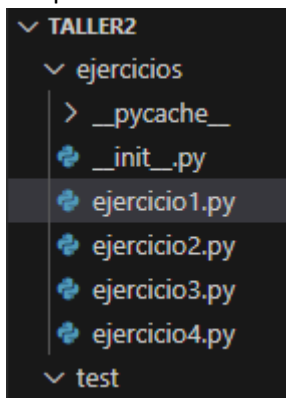 TALLER2
ejercicios
__pycache__
__init__.py
ejercicio1.py
ejercicio2.py
ejercicio3.py
ejercicio4.py
test